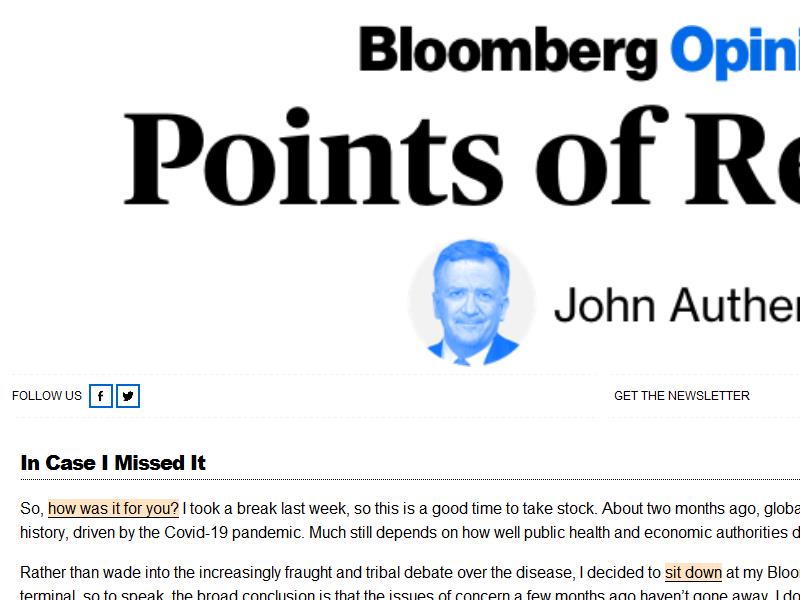 Bloomberg Opini
Points of Re
John Auther
FOLLOW US
GET THE NEWSLETTER
In Case I Missed It
So, how was it for you? I took a break last week, so this is a good time to take stock. About two months ago, globa
history, driven by the Covid-19 pandemic. Much still depends on how well public health and economic authorities d
Rather than wade into the increasingly fraught and tribal debate over the disease, I decided to sit down at my Bloo
terminal, so to speak, the broad conclusion is that the issues of concern a few months ago haven't gone away. I do